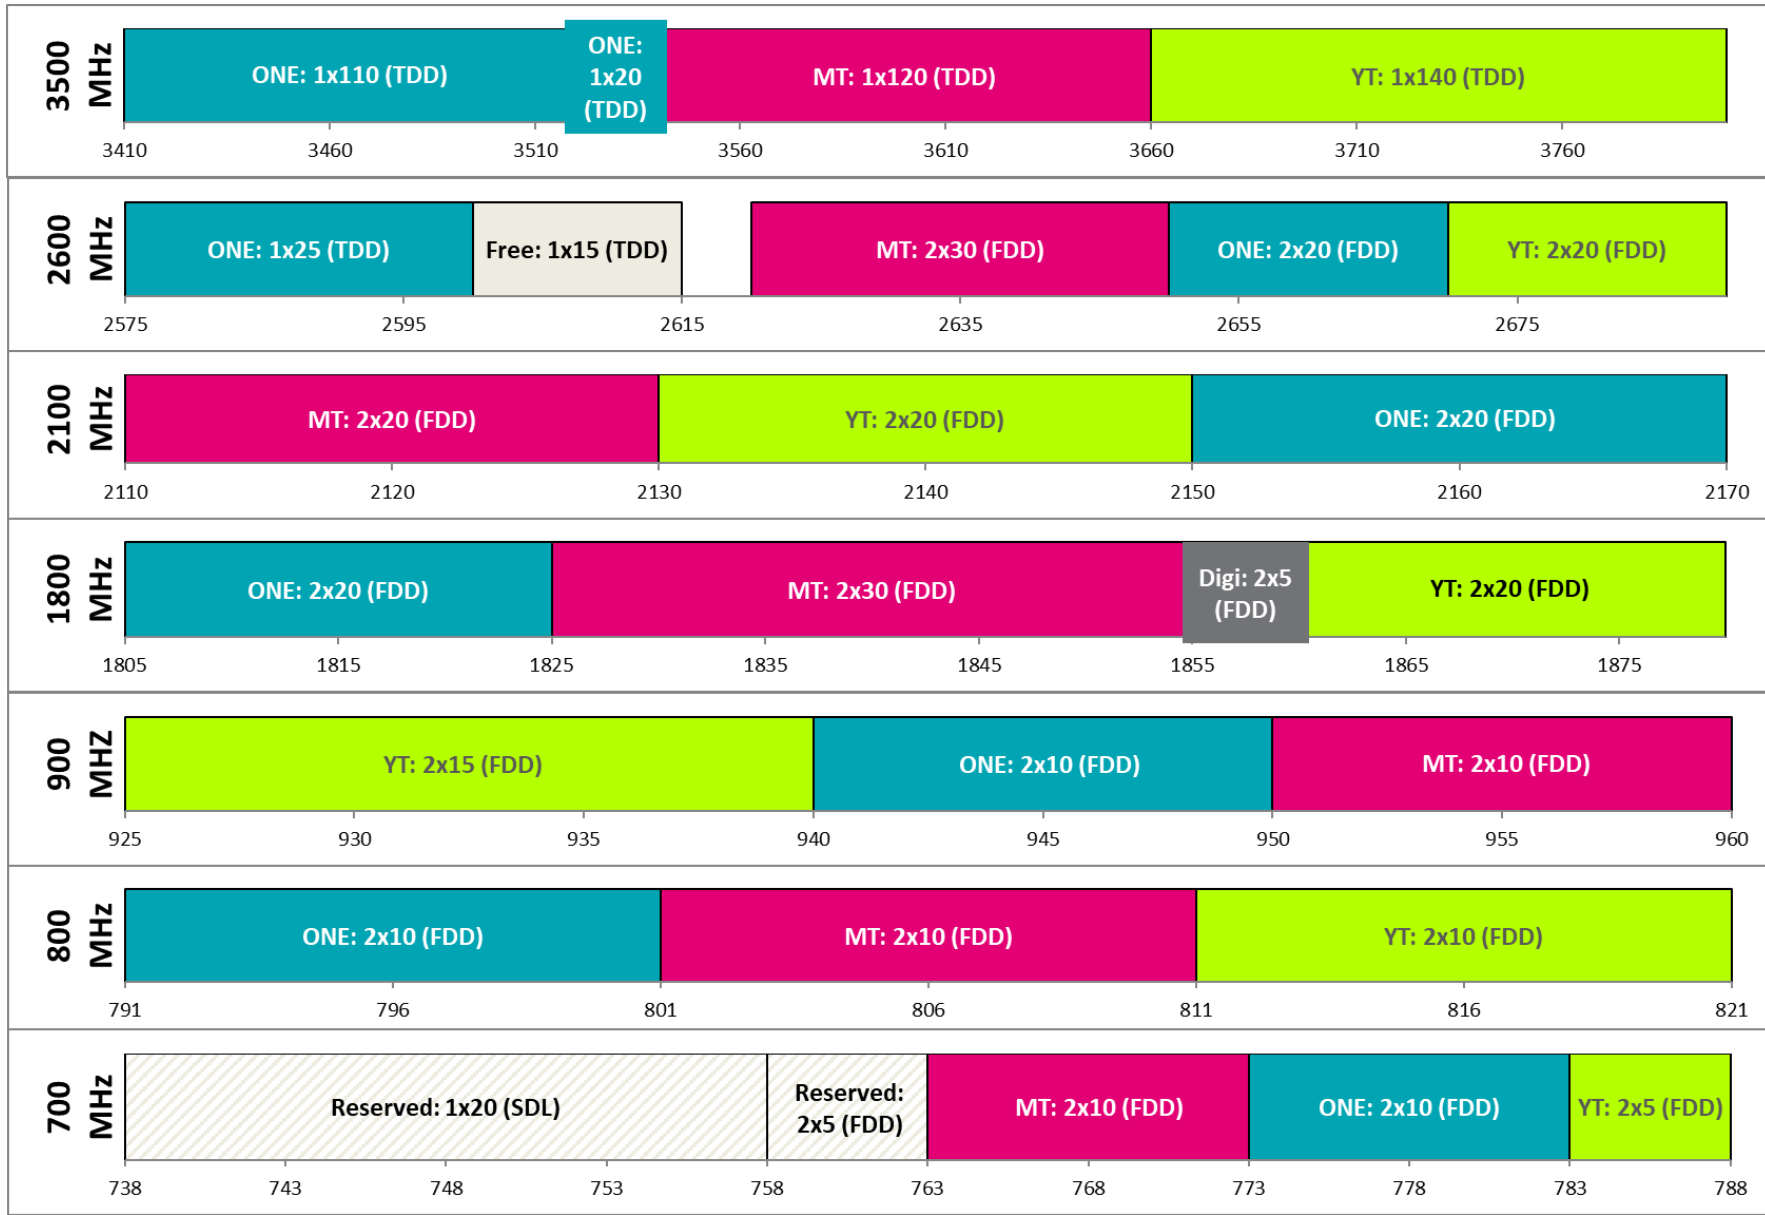 3500
MHz
ONE: 1x110 (TDD)
ONE:
1x20
(TDD)
MT: 1x120 (TDD)
YT: 1x140 (TDD)
3410 3460 3510 3560 3610 3660 3710 3760
2600
MHz
ONE: 1x25 (TDD)
Free: 1x15 (TDD)
MT: 2x30 (FDD)
ONE: 2x20 (FDD)
YT: 2x20 (FDD)
2575 2595 2615 2635 2655 2675
2100
MHz
MT: 2x20 (FDD)
YT: 2x20 (FDD)
ONE: 2x20 (FDD)
2110 2120 2130 2140 2150 2160 2170
1800
MHz
ONE: 2x20 (FDD)
MT: 2x30 (FDD)
Digi: 2x5
(FDD)
YT: 2x20 (FDD)
1805 1815 1825 1835 1845 1855 1865 1875
900
MHZ
YT: 2x15 (FDD)
ONE: 2x10 (FDD)
MT: 2x10 (FDD)
925 930 935 940 945 950 955 960
800
MHz
ONE: 2x10 (FDD)
MT: 2x10 (FDD)
YT: 2x10 (FDD)
791 796 801 806 811 816 821
700
MHz
Reserved: 1x20 (SDL)
Reserved:
2x5 (FDD)
MT: 2x10 (FDD)
ONE: 2x10 (FDD)
YT: 2x5 (FDD)
738 743 748 753 758 763 768 773 778 783 788